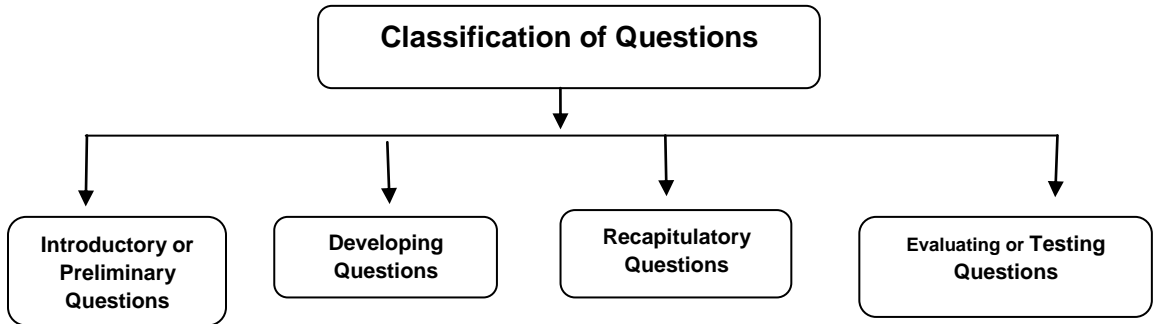 Classification of Questions
Introductory or
Preliminary
Questions
Developing
Questions
Recapitulatory
Questions
Evaluating or Testing
Questions